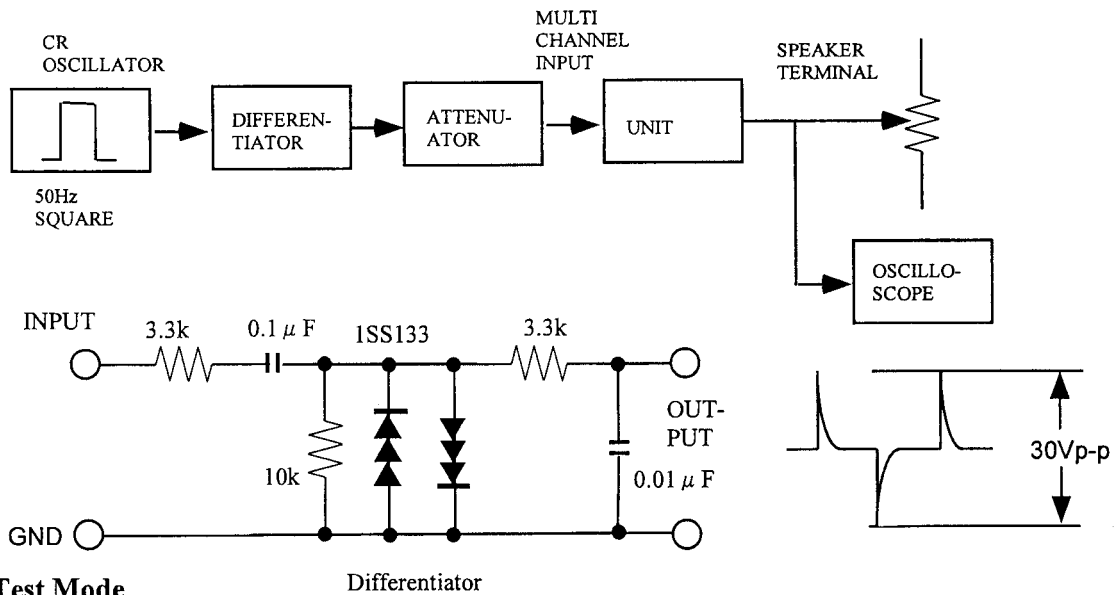 CR
OSCILLATOR
50Hz
SQUARE
DIFFEREN-
TIATOR
ATTENU-
ATOR
MULTI
CHANNEL
INPUT
UNIT
SPEAKER
TERMINAL
OSCILLO-
SCOPE
INPUT
3.3k
0.1 μ F
1SS133
3.3k
10k
OUT-
PUT
0.01 μ F
GND
30Vp-p
Test Mode
Differentiator